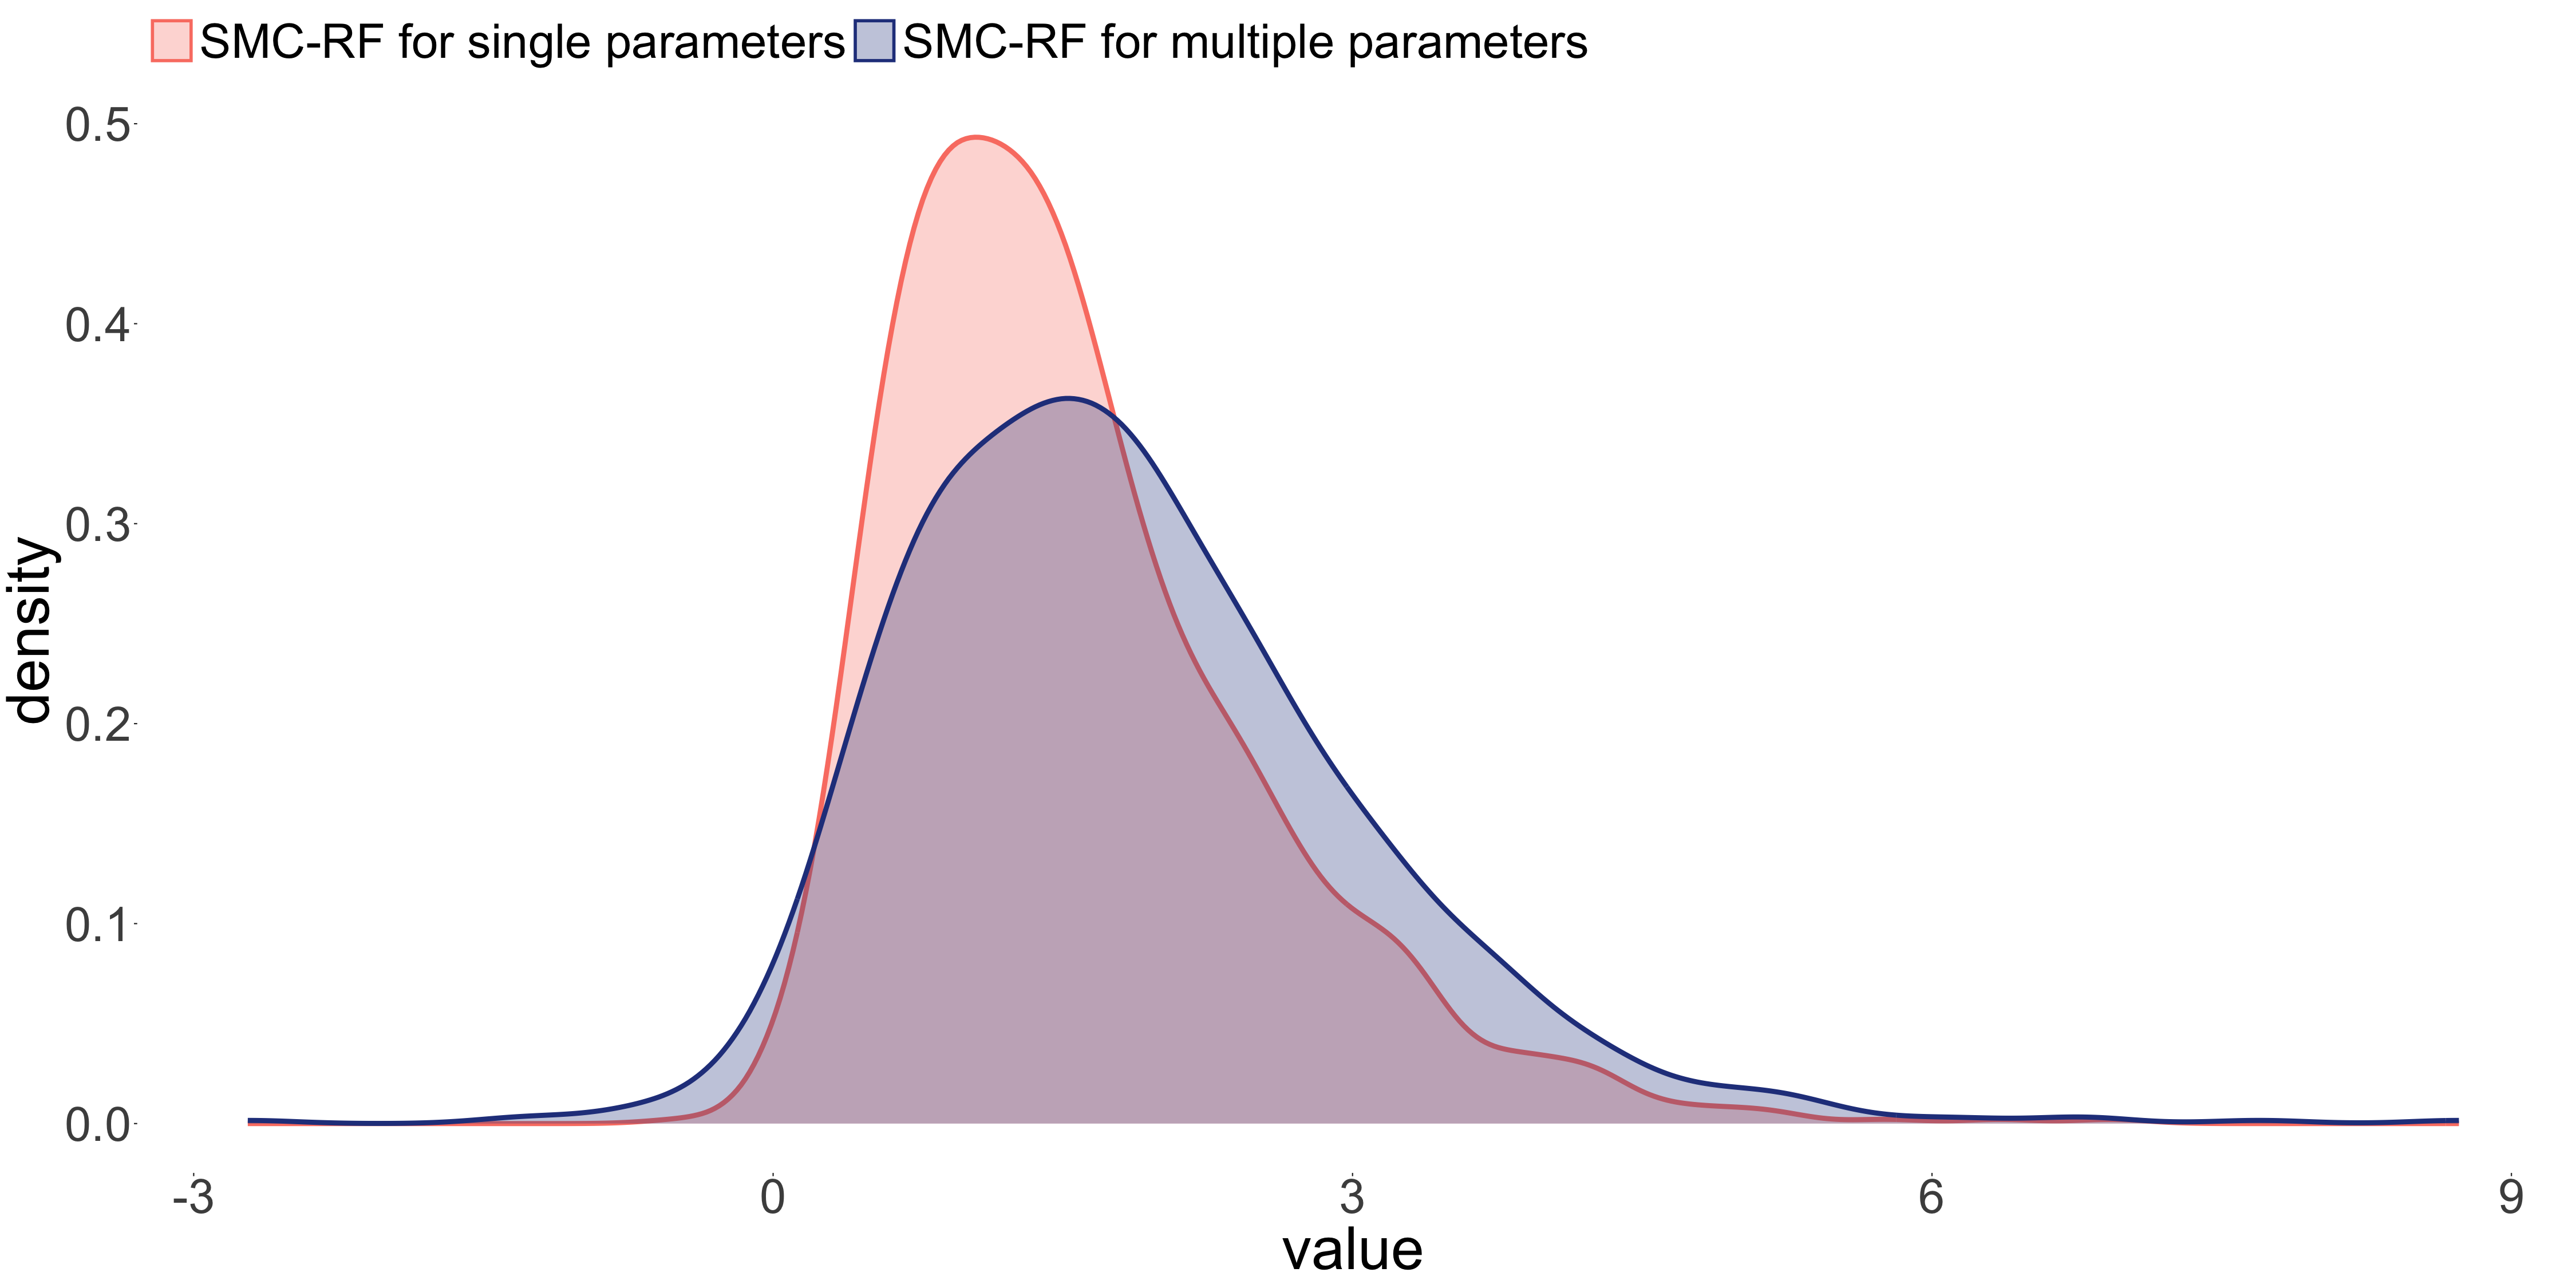 SMC-RF for single parameters SMC-RF for multiple parameters
0.5
0.4
0.3
0.2
0.1
0.0
density
-3 0 3 6 9
value